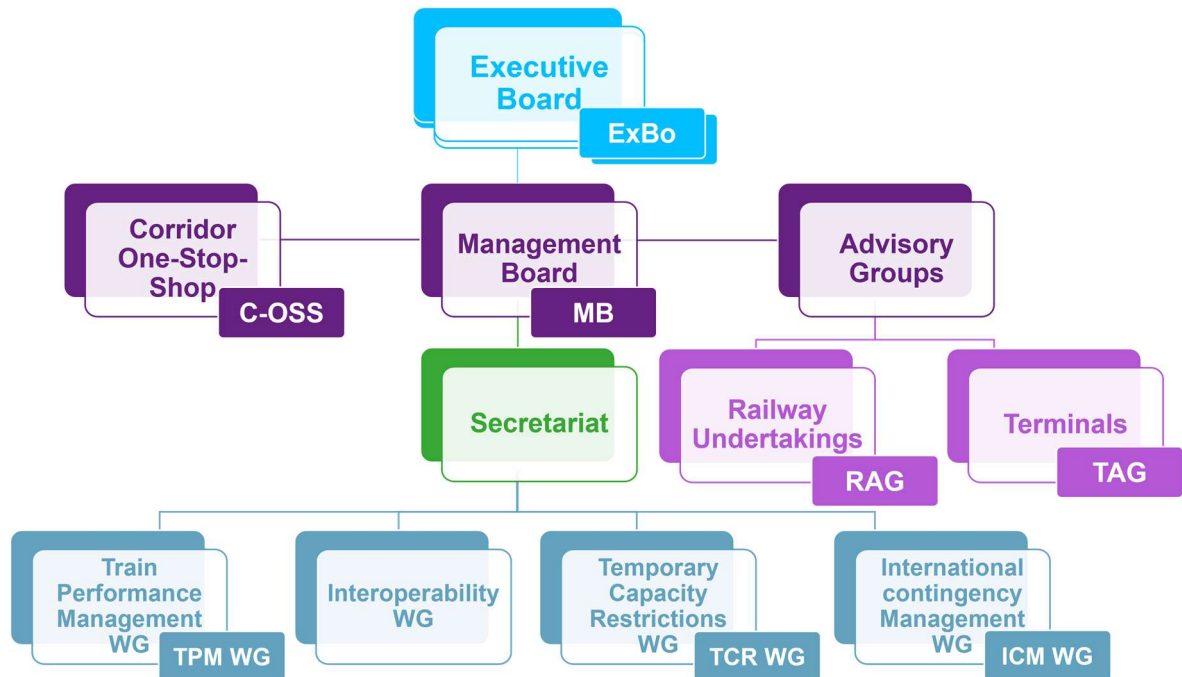 Executive
Board
ExBo
Corridor
One-Stop-
Shop
C-OSS
Management
Board
MB
Advisory
Groups
Secretariat
Railway
Undertakings
RAG
Terminals
TAG
Train
Performance
Management
WG
TPM WG
Interoperability
WG
Temporary
Capacity
Restrictions
WG
TCR WG
International
contingency
Management
WG
ICM WG